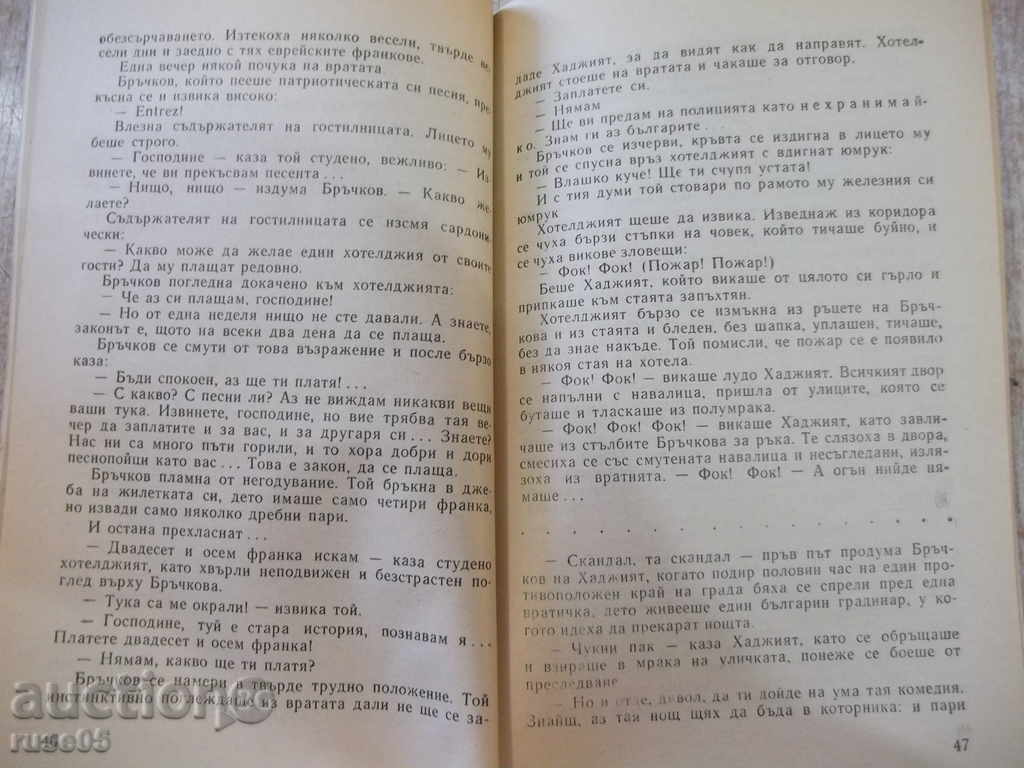 обезсърчаването. Изтекоха няколко весели, твърде ве-
сели дни и заедно с тях еврейските франкове.
Една вечер някой почука на вратата.
Бръчков, който пееше патриотическата си песня, пре-
късна се и извика високо:
— Entrez!
Влезна съдържателят на гостилницата. Лицето му
беше строго.
— Господине — каза той студено, вежливо: — Из-
винете, че ви прекъсвам песента...
— Нищо, нищо — издума Бръчков. — Какво же-
лаете?
Съдържателят на гостилницата се изсмя сардони-
чески:
— Какво може да желае един хотелджия от своите
гости? Да му плащат редовно.
Бръчков погледна докачено към хотелджията:
— Че аз си плащам, господине!
— Но от една неделя нищо не сте давали. А знаете,
законът е, щото на всеки два дена да се плаща.
Бръчков се смути от това възражение и после бързо
каза:
— Бъди спокоен, аз ще ти платя!...
— С какво? С песни ли? Аз не виждам никакви вещи
ваши тука. Извинете, господине, но вие трябва тая ве-
чер да заплатите и за вас, и за другаря си... Знаете?
Нас ни са много пъти горили, и то хора добри и дори
песнопойци като вас... Това е закон, да се плаща.
Бръчков пламна от негодувание. Той бръкна в дже-
ба на жилетката си, дето имаше само четири франка,
но извади само няколко дребни пари.
И остана прехласнат...
— Двадесет и осем франка искам — каза студено
хотелджият, като хвърли неподвижен и безстрастен по-
глед върху Бръчкова.
— Тука са ме окрали! — извика той.
— Господине, туй е стара история, познавам я...
Платете двадесет и осем франка!
— Нямам, какво ще ти платя?
Бръчков се намери в твърде трудно положение. Той
инстинктивно поглеждаше из вратата дали не ще се за-
46
даде Хаджият, за да видят как да направят. Хотел-
джият стоеше на вратата и чакаше за отговор.
— Заплатете си.
— Нямам
— Ще ви предам на полицията като нехранимай-
ко. Знам ги аз българите...
Бръчков се изчерви, кръвта се издигна в лицето му
и той се спусна връз хотелджият с вдигнат юмрук:
— Влашко куче! Ще ти счупя устата!
И с тия думи той стовари по рамото му железния си
юмрук
Хотелджият щеше да извика. Изведнаж из коридора
се чуха бързи стъпки на човек, който тичаше буйно, и
се чуха викове зловещи:
— Фок! Фок! (Пожар! Пожар!)
Беше Хаджият, който викаше от цялото си гърло и
припкаше към стаята запъхтян.
Хотелджият бързо се измъкна из ръцете на Бръч-
кова и из стаята и бледен, без шапка, уплашен, тичаше,
без да знае накъде. Той помисли, че пожар се е появило
в някоя стая на хотела.
— Фок! Фок! — викаше лудо Хаджият. Всичкият двор
се напълни с навалица, пришла от улиците, която се
буташе и тласкаше из полумрака.
— Фок! Фок! Фок! — викаше Хаджият, като завли-
чаше из стълбите Бръчкова за ръка. Те слязоха в двора,
смесиха се със смутената навалица и несъгледани, изля-
зоха из вратнята. — Фок! Фок! — А огън нийде ня-
маше...
. . . . . . . . . . . . . . . . . .
— Скандал, та скандал — пръв път продума Бръч-
ков на Хаджият, когато подир половин час на един про-
тивоположен край на града бяха се спрели пред една
вратичка, дето живееше един българин градинар, у ко-
гото идеха да прекарат нощта.
— Чукни пак — каза Хаджият, като се обръщаше
и взираше в мрака на уличката, понеже се боеше от
преследване
— Но и отде, дявол, да ти дойде на ума тая комедия.
Знайш, аз тая нощ щях да бъда в которника: и пари
47
aukcion
ruse05